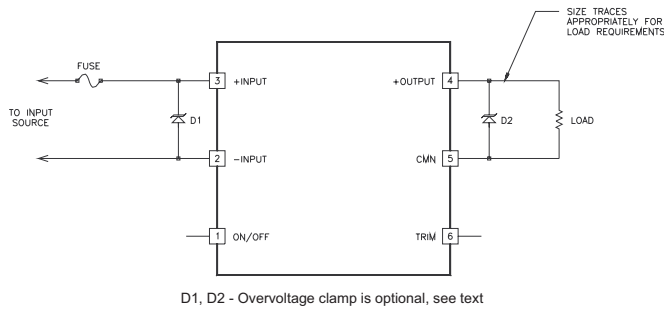 SIZE TRACES
APPROPRIATELY FOR
LOAD REQUIREMENTS
FUSE
3 +INPUT
+OUTPUT 4
TO INPUT
SOURCE
D1
D2
LOAD
2 -INPUT
CMN 5
1 ON/OFF
TRIM 6
D1, D2 - Overvoltage clamp is optional, see text